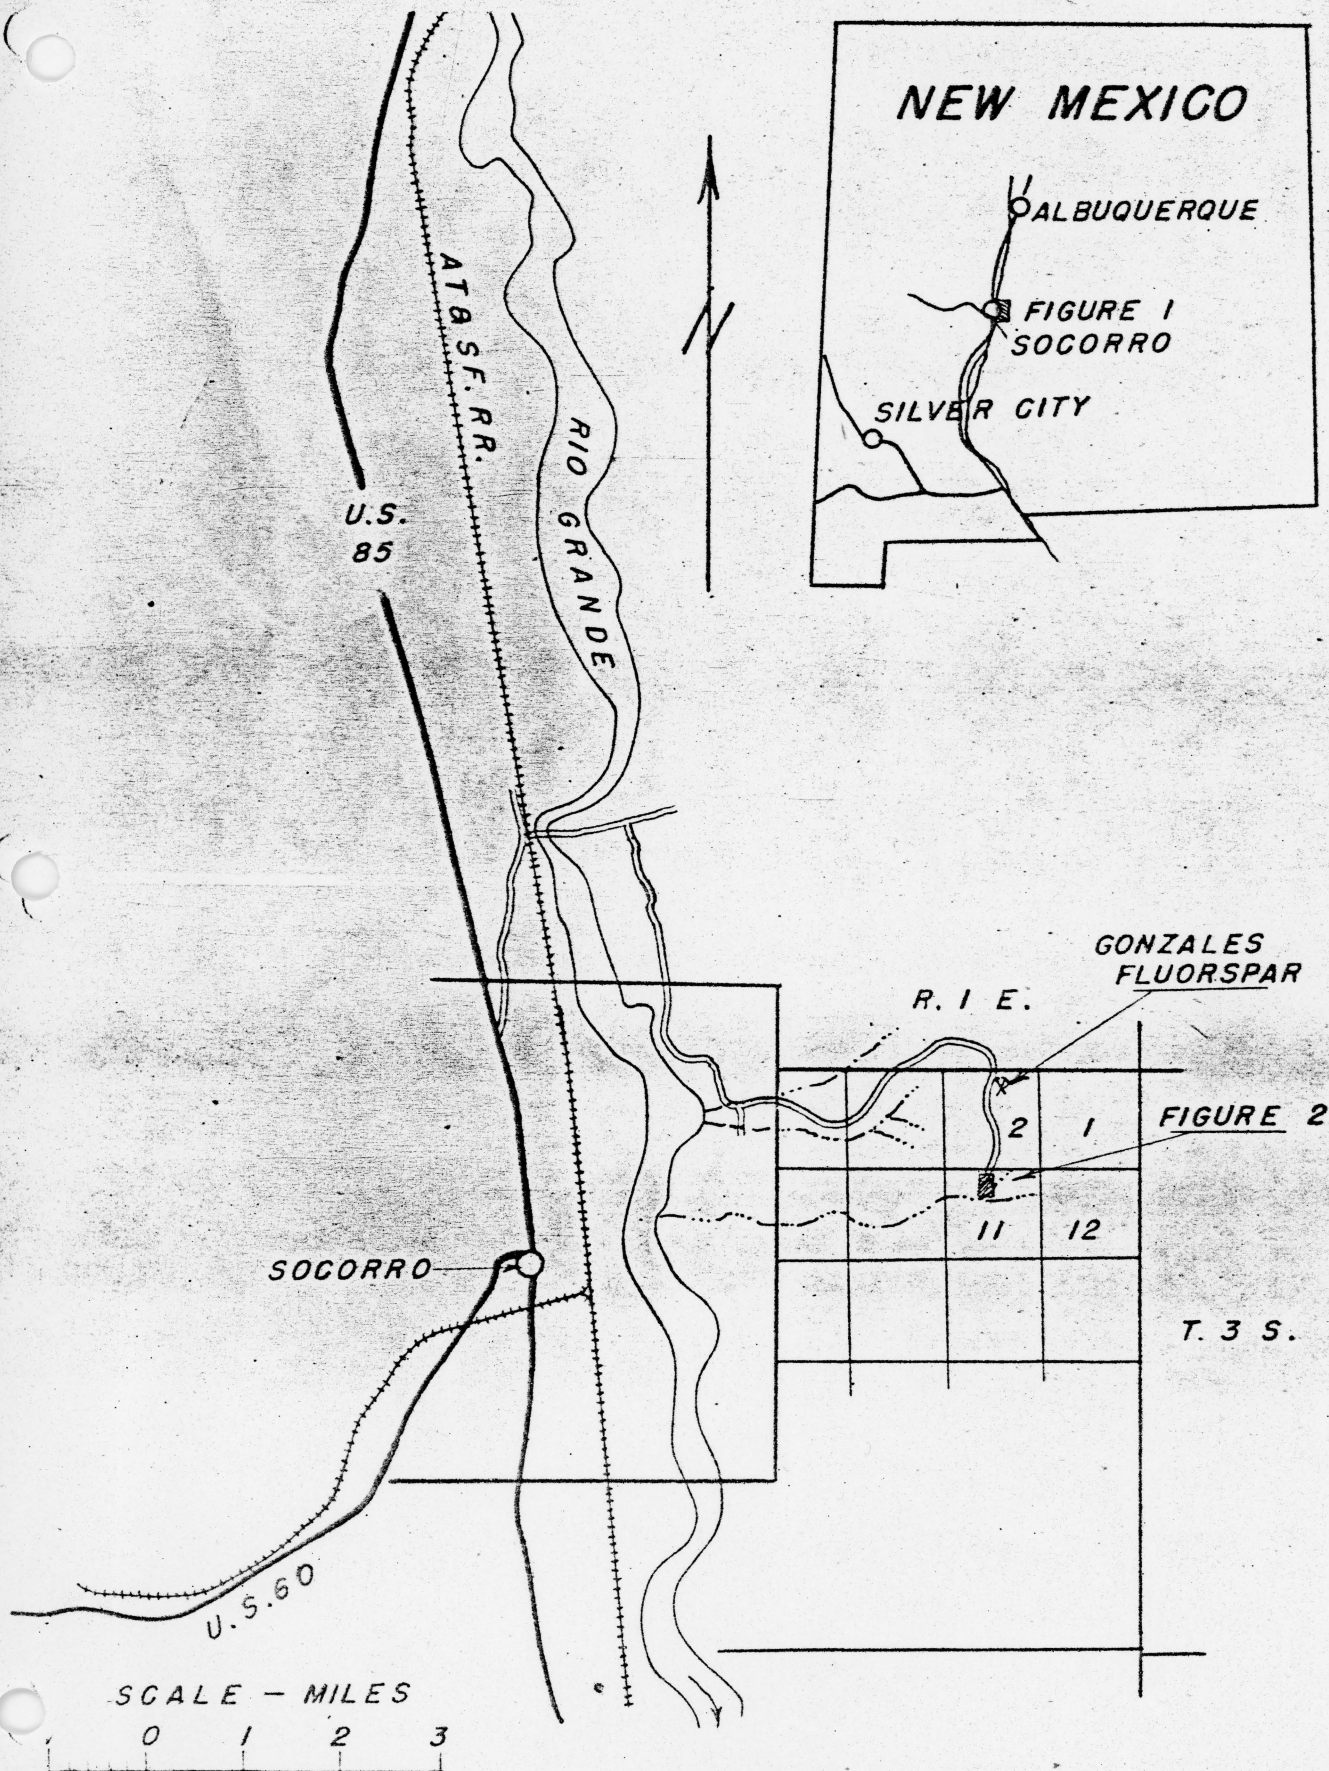 NEW MEXICO
ALBUQUERQUE
FIGURE 1
SOCORRO
SILVER CITY
N
AT & SF. RR.
RIO GRANDE
U.S.
85
GONZALES
FLUORSPAR
R. 1 E.
FIGURE 2
2 1
11 12
SOCORRO
T. 3 S.
U.S. 60
SCALE - MILES
1 0 1 2 3